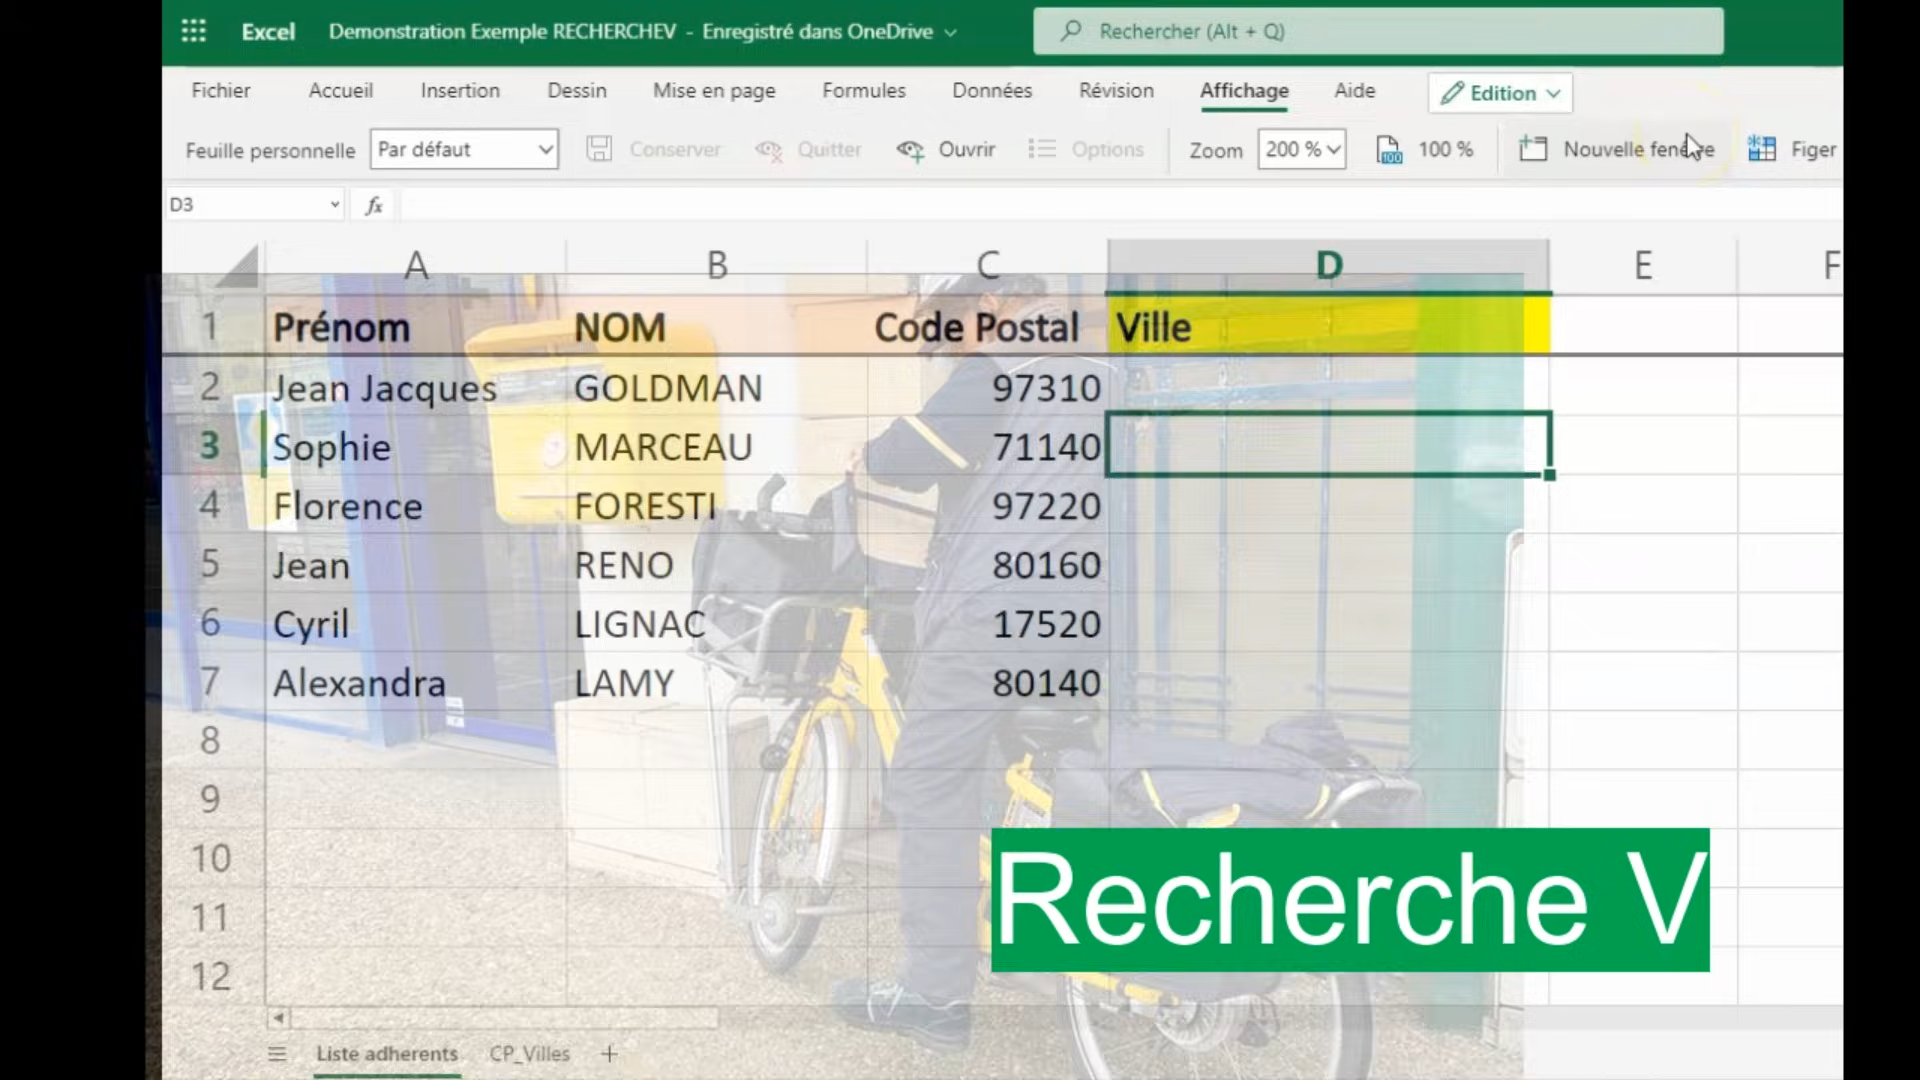 Excel Demonstration Exemple RECHERCHEV - Enregistré dans OneDrive Rechercher (Alt + Q)
Fichier Accueil Insertion Dessin Mise en page Formules Données Révision Affichage Aide Edition
Feuille personnelle Par défaut Conserver Quitter Ouvrir Options Zoom 200 % 100 100 % Nouvelle fenêtre Figer
D3 fx
A B C D E F
1 Prénom NOM Code Postal Ville
2 Jean Jacques GOLDMAN 97310
3 Sophie MARCEAU 71140
4 Florence FORESTI 97220
5 Jean RENO 80160
6 Cyril LIGNAC 17520
7 Alexandra LAMY 80140
8
9
10
11
12
Recherche V
Liste adherents CP_Villes +